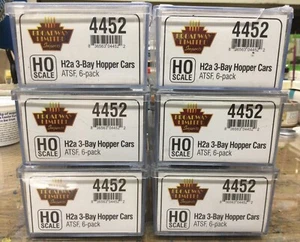 BROADWAY
LIMITED
4452
HO
SCALE
H2a 3-Bay Hopper Cars
ATSF, 6-pack
BROADWAY
LIMITED
4452
HO
SCALE
H2a 3-Bay Hopper Cars
ATSF, 6-pack
BROADWAY
LIMITED
4452
HO
SCALE
H2a 3-Bay Hopper Cars
ATSF, 6-pack
BROADWAY
LIMITED
4452
HO
SCALE
H2a 3-Bay Hopper Cars
ATSF, 6-pack
BROADWAY
LIMITED
4452
HO
SCALE
H2a 3-Bay Hopper Cars
ATSF, 6-pack
BROADWAY
LIMITED
4452
HO
SCALE
H2a 3-Bay Hopper Cars
ATSF, 6-pack